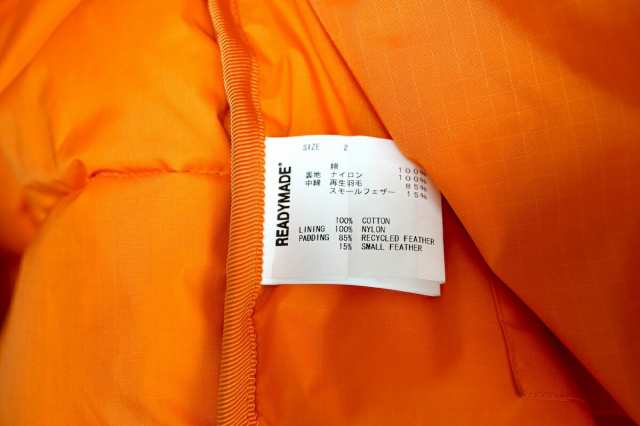 READYMADE®
SIZE 2
綿 100%
裏地 ナイロン 100%
中綿 再生羽毛 85%
スモールフェザー 15%
100% COTTON
LINING 100% NYLON
PADDING 85% RECYCLED FEATHER
15% SMALL FEATHER